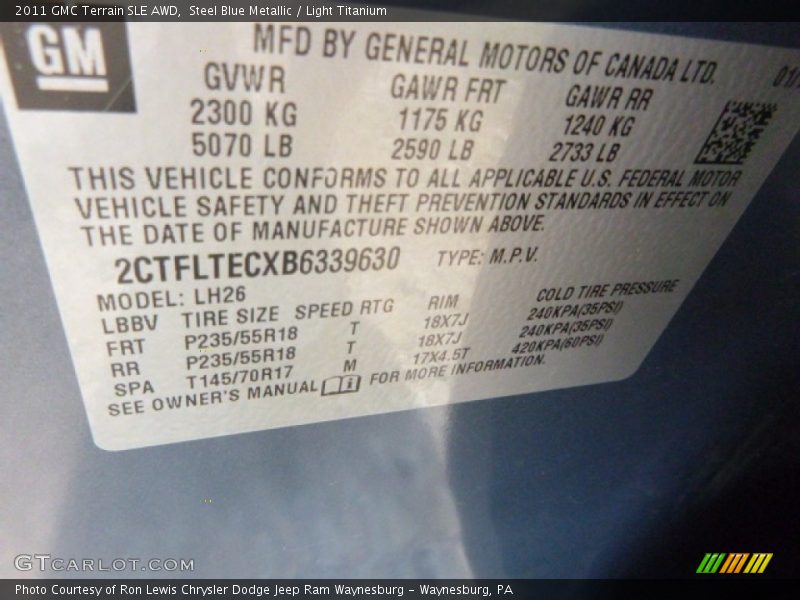 2011 GMC Terrain SLE AWD,  Steel Blue Metallic / Light Titanium
GM
MFD BY GENERAL MOTORS OF CANADA LTD.
01/
GVWR GAWR FRT GAWR RR
2300 KG 1175 KG 1240 KG
5070 LB 2590 LB 2733 LB
THIS VEHICLE CONFORMS TO ALL APPLICABLE U.S. FEDERAL MOTOR
VEHICLE SAFETY AND THEFT PREVENTION STANDARDS IN EFFECT ON
THE DATE OF MANUFACTURE SHOWN ABOVE.
2CTFLTECXB6339630 TYPE: M.P.V.
MODEL: LH26
LBBV TIRE SIZE SPEED RTG RIM COLD TIRE PRESSURE
FRT P235/55R18 T 18X7J 240KPA(35PSI)
RR P235/55R18 T 18X7J 240KPA(35PSI)
SPA T145/70R17 M 17X4.5T 420KPA(60PSI)
SEE OWNER'S MANUAL FOR MORE INFORMATION.
GTCARLOT.COM
Photo Courtesy of Ron Lewis Chrysler Dodge Jeep Ram Waynesburg - Waynesburg, PA